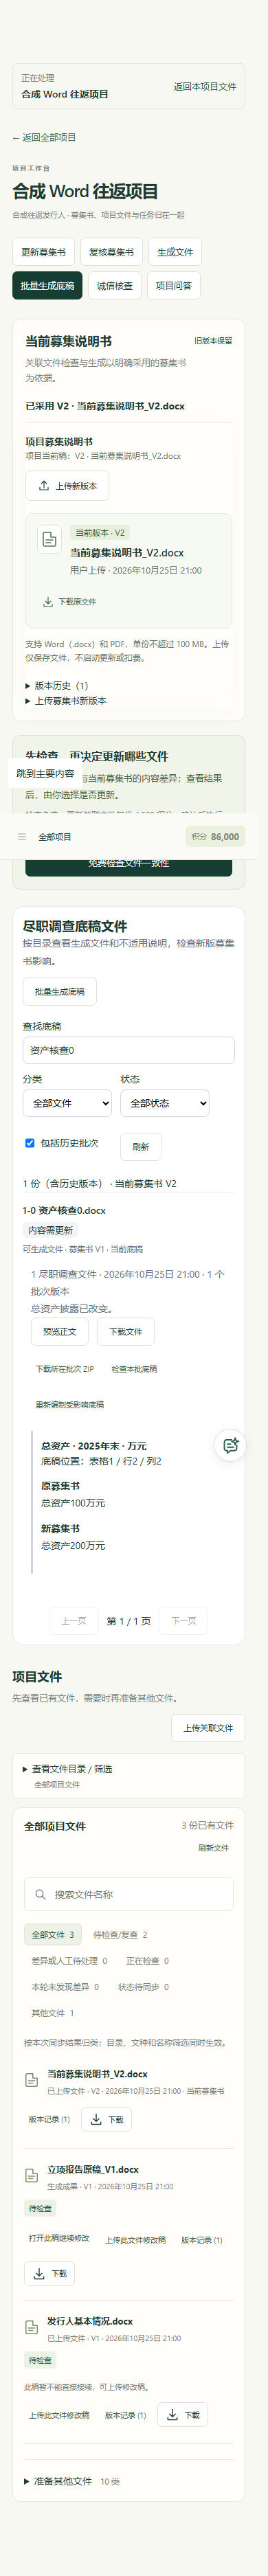 正在处理
合成 Word 往返项目
返回本项目文件
← 返回全部项目
项目工作台
合成 Word 往返项目
合成往返发行人 · 募集书、项目文件与任务归在一起
更新募集书
复核募集书
生成文件
批量生成底稿
诚信核查
项目问答
当前募集说明书
旧版本保留
关联文件检查与生成以明确采用的募集书
为依据。
已采用 V2 · 当前募集说明书_V2.docx
项目募集说明书
项目当前稿：V2 · 当前募集说明书_V2.docx
上传新版本
当前版本 · V2
当前募集说明书_V2.docx
用户上传 · 2026年10月25日 21:00
下载原文件
支持 Word（.docx）和 PDF，单份不超过 100 MB。上传
仅保存文件，不启动更新或扣费。
版本历史（1）
上传募集书新版本
先检查，再决定更新哪些文件
跳到主要内容
与当前募集书的内容差异；查看结果
后，由你选择是否更新。
全部项目
积分 86,000
免费检查文件一致性
尽职调查底稿文件
按目录查看生成文件和不适用说明，检查新版募集
书影响。
批量生成底稿
查找底稿
资产核查0
分类
状态
全部文件
全部状态
包括历史批次
刷新
1 份（含历史版本） · 当前募集书 V2
1-0 资产核查0.docx
内容需更新
可生成文件 · 募集书 V1 · 当前底稿
1 尽职调查文件 · 2026年10月25日 21:00 · 1 个
批次版本
总资产披露已改变。
预览正文
下载文件
下载所在批次 ZIP
检查本批底稿
重新编制受影响底稿
总资产 · 2025年末 · 万元
底稿位置：表格1 / 行2 / 列2
原募集书
总资产100万元
新募集书
总资产200万元
上一页
第 1 / 1 页
下一页
项目文件
先查看已有文件，需要时再准备其他文件。
上传关联文件
查看文件目录 / 筛选
全部项目文件
全部项目文件
3 份已有文件
刷新文件
搜索文件名称
全部文件 3
待检查/复查 2
差异或人工待处理 0
正在检查 0
本轮未发现差异 0
状态待同步 0
其他文件 1
按本次同步结果归类；目录、文种和名称筛选同时生效。
当前募集说明书_V2.docx
已上传文件 · V2 · 2026年10月25日 21:00 · 当前募集书
版本记录 (1)
下载
立项报告原稿_V1.docx
生成成果 · V1 · 2026年10月25日 21:00
待检查
打开此稿继续修改
上传此文件修改稿
版本记录 (1)
下载
发行人基本情况.docx
已上传文件 · V1 · 2026年10月25日 21:00
待检查
此稿暂不能直接接续，可上传修改稿。
上传此文件修改稿
版本记录 (1)
下载
准备其他文件 10 类